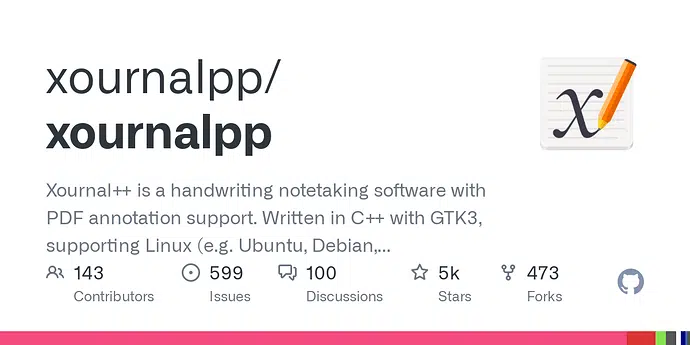 xournalpp/
xournalpp
Xournal++ is a handwriting notetaking software with
PDF annotation support. Written in C++ with GTK3,
supporting Linux (e.g. Ubuntu, Debian,...
143 599 100 5k 473
Contributors Issues Discussions Stars Forks
x